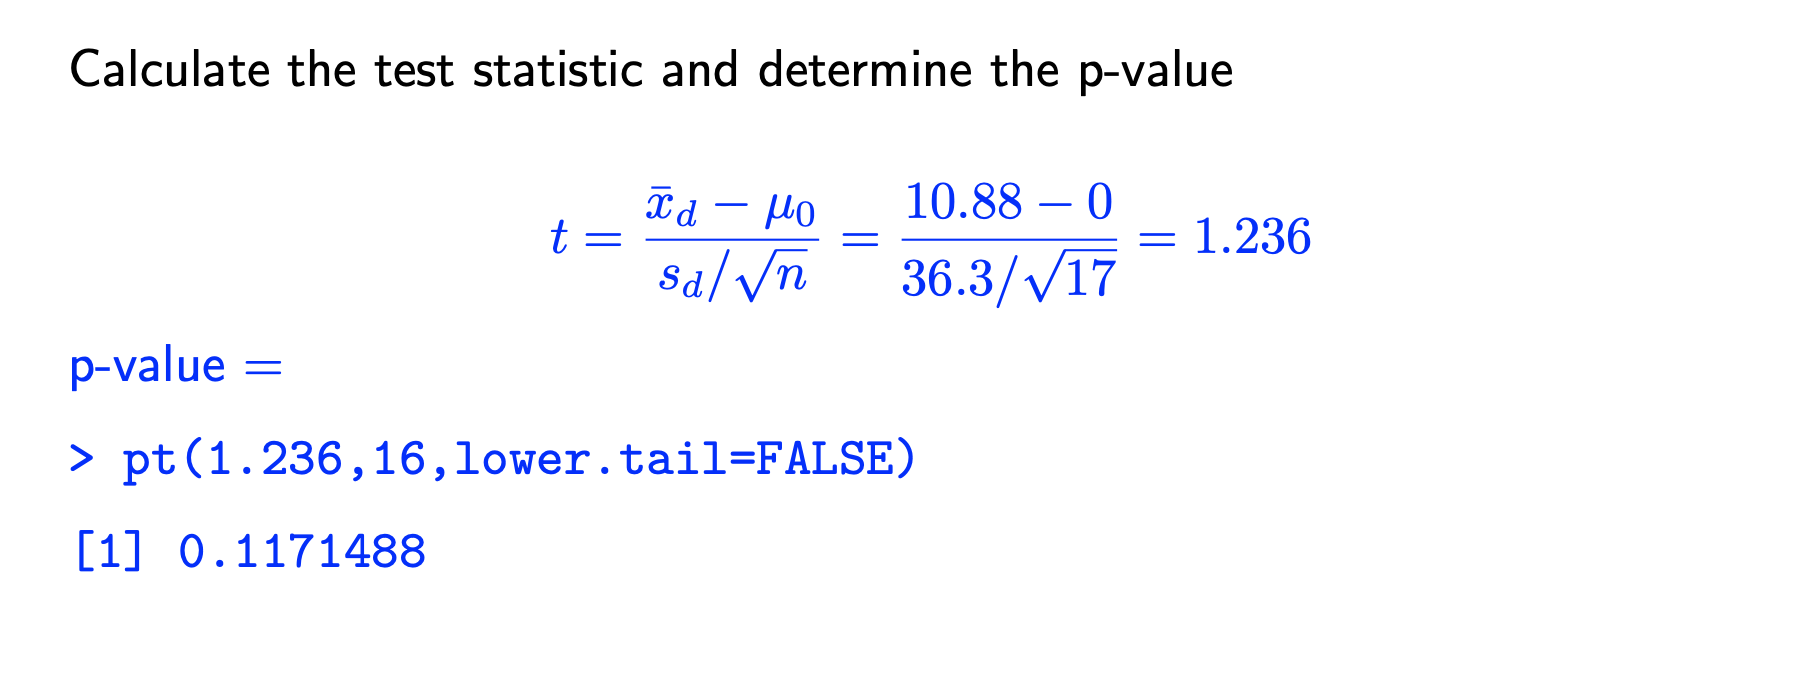 Calculate the test statistic and determine the p-value
t = \frac{\bar{x}_d - \mu_0}{s_d/\sqrt{n}} = \frac{10.88 - 0}{36.3/\sqrt{17}} = 1.236
p-value =
> pt(1.236,16,lower.tail=FALSE)
[1] 0.1171488